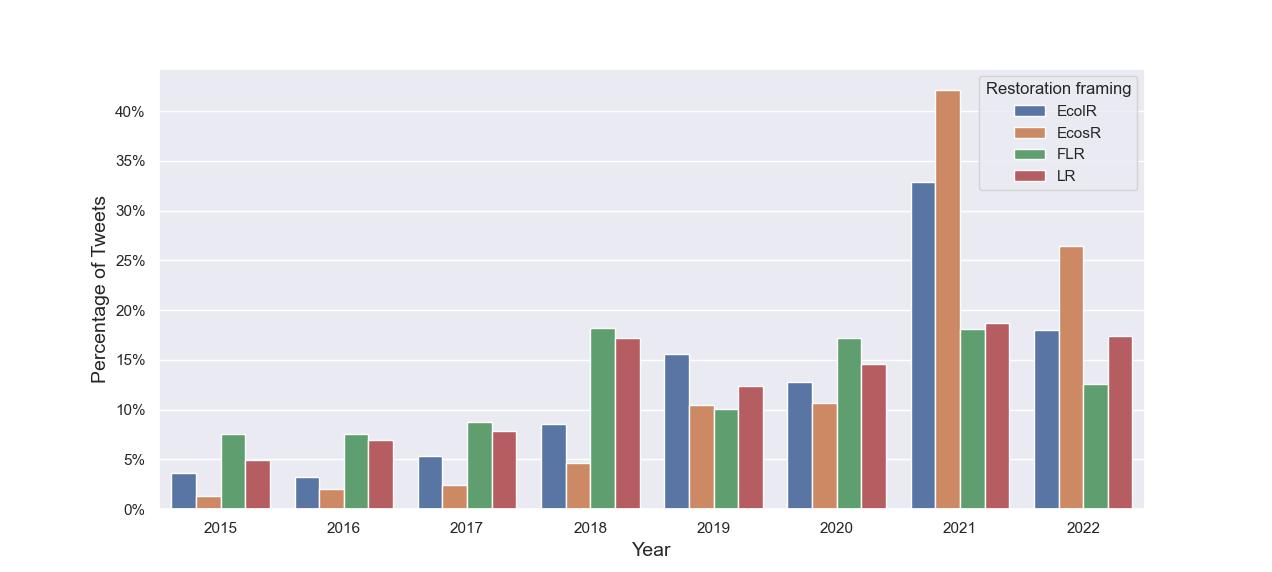 Restoration framing
EcolR
EcosR
FLR
LR
40%
35%
30%
25%
20%
15%
10%
5%
0%
Percentage of Tweets
2015 2016 2017 2018 2019 2020 2021 2022
Year